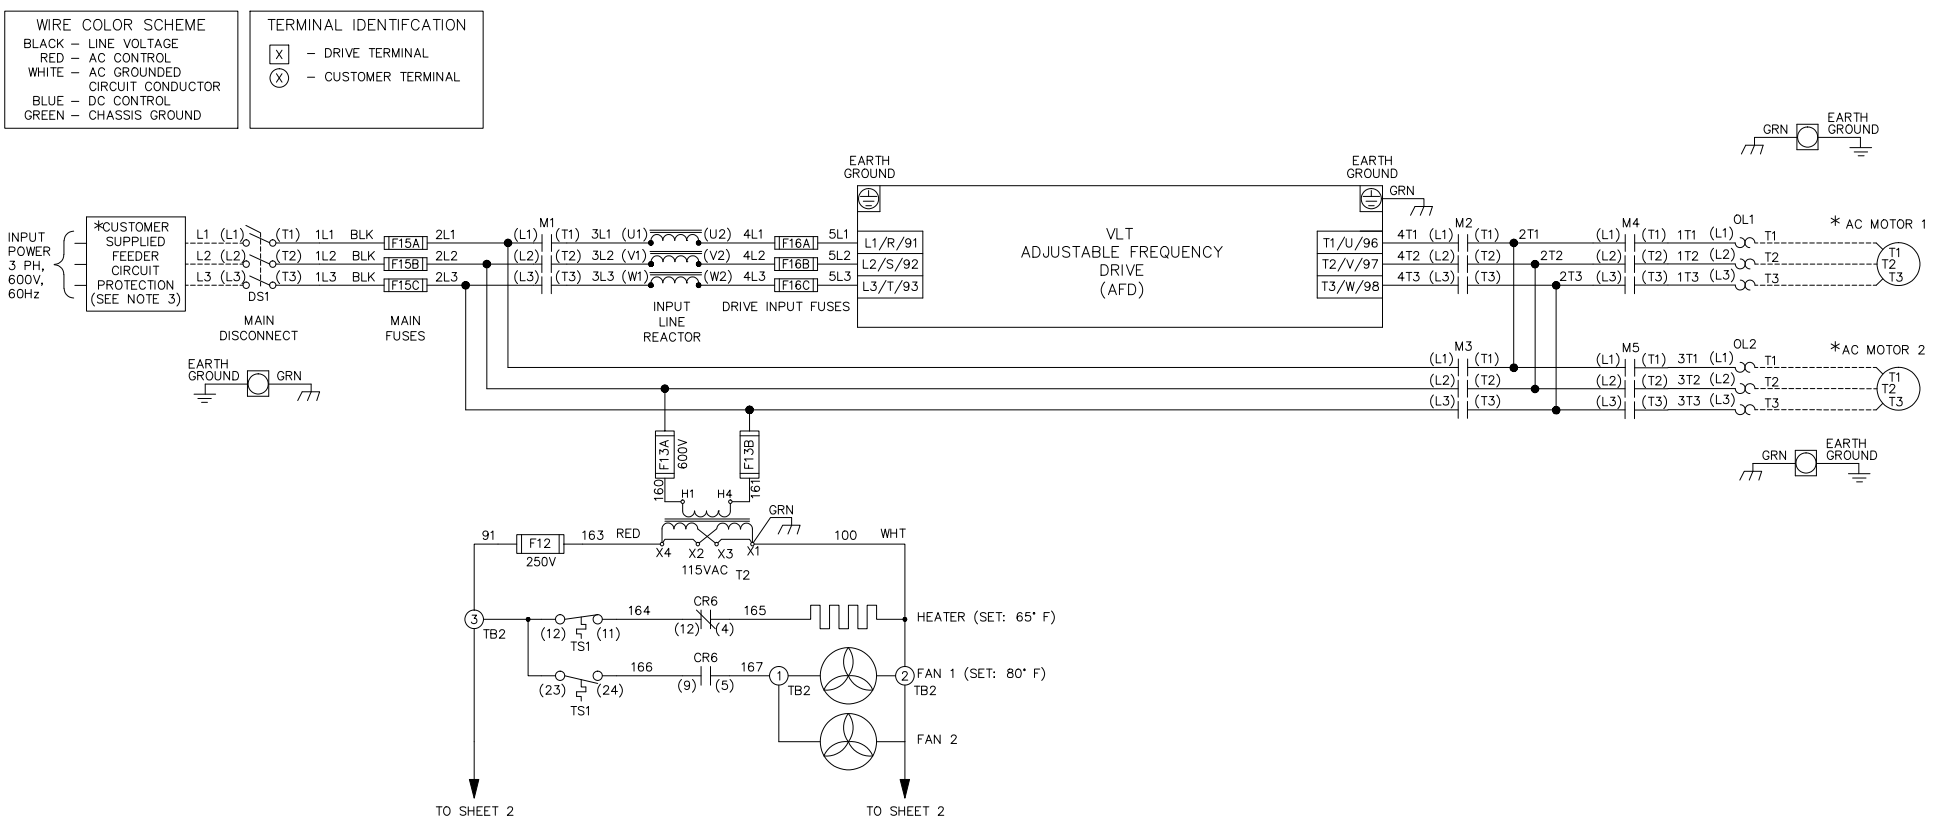 WIRE COLOR SCHEME
BLACK – LINE VOLTAGE
RED – AC CONTROL
WHITE – AC GROUNDED
CIRCUIT CONDUCTOR
BLUE – DC CONTROL
GREEN – CHASSIS GROUND
TERMINAL IDENTIFCATION
X – DRIVE TERMINAL
X – CUSTOMER TERMINAL
GRN
EARTH
GROUND
EARTH
GROUND
EARTH
GROUND
GRN
INPUT
POWER
3 PH,
600V,
60Hz
*CUSTOMER
SUPPLIED
FEEDER
CIRCUIT
PROTECTION
(SEE NOTE 3)
L1 (L1) (T1) 1L1 BLK F15A 2L1 (L1) M1 (T1) 3L1 (U1) (U2) 4L1 F16A 5L1 L1/R/91
L2 (L2) 1L2 BLK F15B 2L2 (L2) (T2) 3L2 (V1) (V2) 4L2 F16B 5L2 L2/S/92
L3 (L3) (T3) 1L3 BLK F15C 2L3 (L3) (T3) 3L3 (W1) (W2) 4L3 F16C 5L3 L3/T/93
DS1
MAIN
DISCONNECT
MAIN
FUSES
INPUT
LINE
REACTOR
DRIVE INPUT FUSES
VLT
ADJUSTABLE FREQUENCY
DRIVE
(AFD)
T1/U/96 4T1 (L1) M2 (T1) 2T1 (L1) M4 (T1) 1T1 (L1) OL1 T1
T2/V/97 4T2 (L2) (T2) 2T2 (L2) (T2) 1T2 (L2) T2
T3/W/98 4T3 (L3) (T3) 2T3 (L3) (T3) 1T3 (L3) T3
* AC MOTOR 1
T1
T2
T3
EARTH
GROUND
GRN
(L1) M3 (T1) (L1) M5 (T1) 3T1 (L1) OL2 T1
(L2) (T2) (L2) (T2) 3T2 (L2) T2
(L3) (T3) (L3) (T3) 3T3 (L3) T3
*AC MOTOR 2
T1
T2
T3
GRN
EARTH
GROUND
F13A
600V
F13B
160
161
H1 H4
GRN
91 F12 163 RED
250V
X4 X2 X3 X1
100 WHT
115VAC T2
3
TB2
(12) (11)
TS1
164
CR6
(12) (4)
165
HEATER (SET: 65° F)
(23) (24)
TS1
166
CR6
(9) (5)
167
1
TB2
2
TB2
FAN 1 (SET: 80° F)
FAN 2
TO SHEET 2
TO SHEET 2